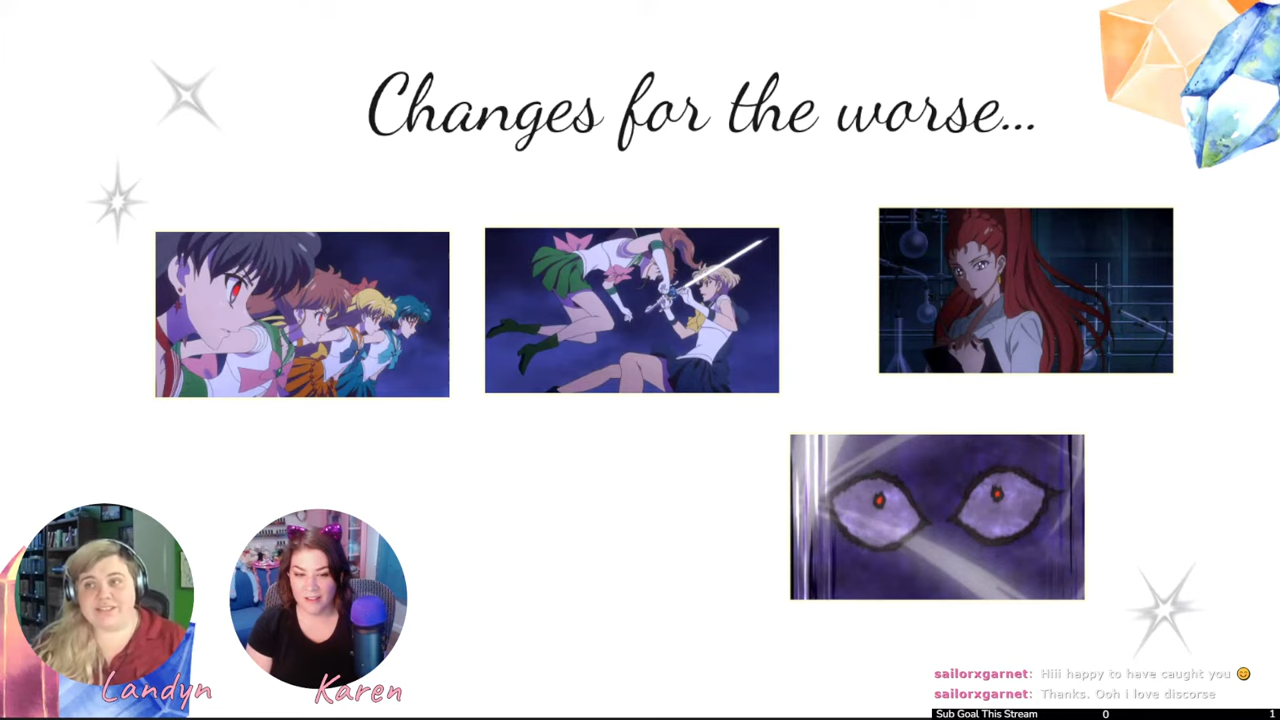 Changes for the worse...
Landyn
Karen
sailorxgarnet: Hiii happy to have caught you 😊
sailorxgarnet: Thanks. Ooh i love discorse
Sub Goal This Stream 0 1